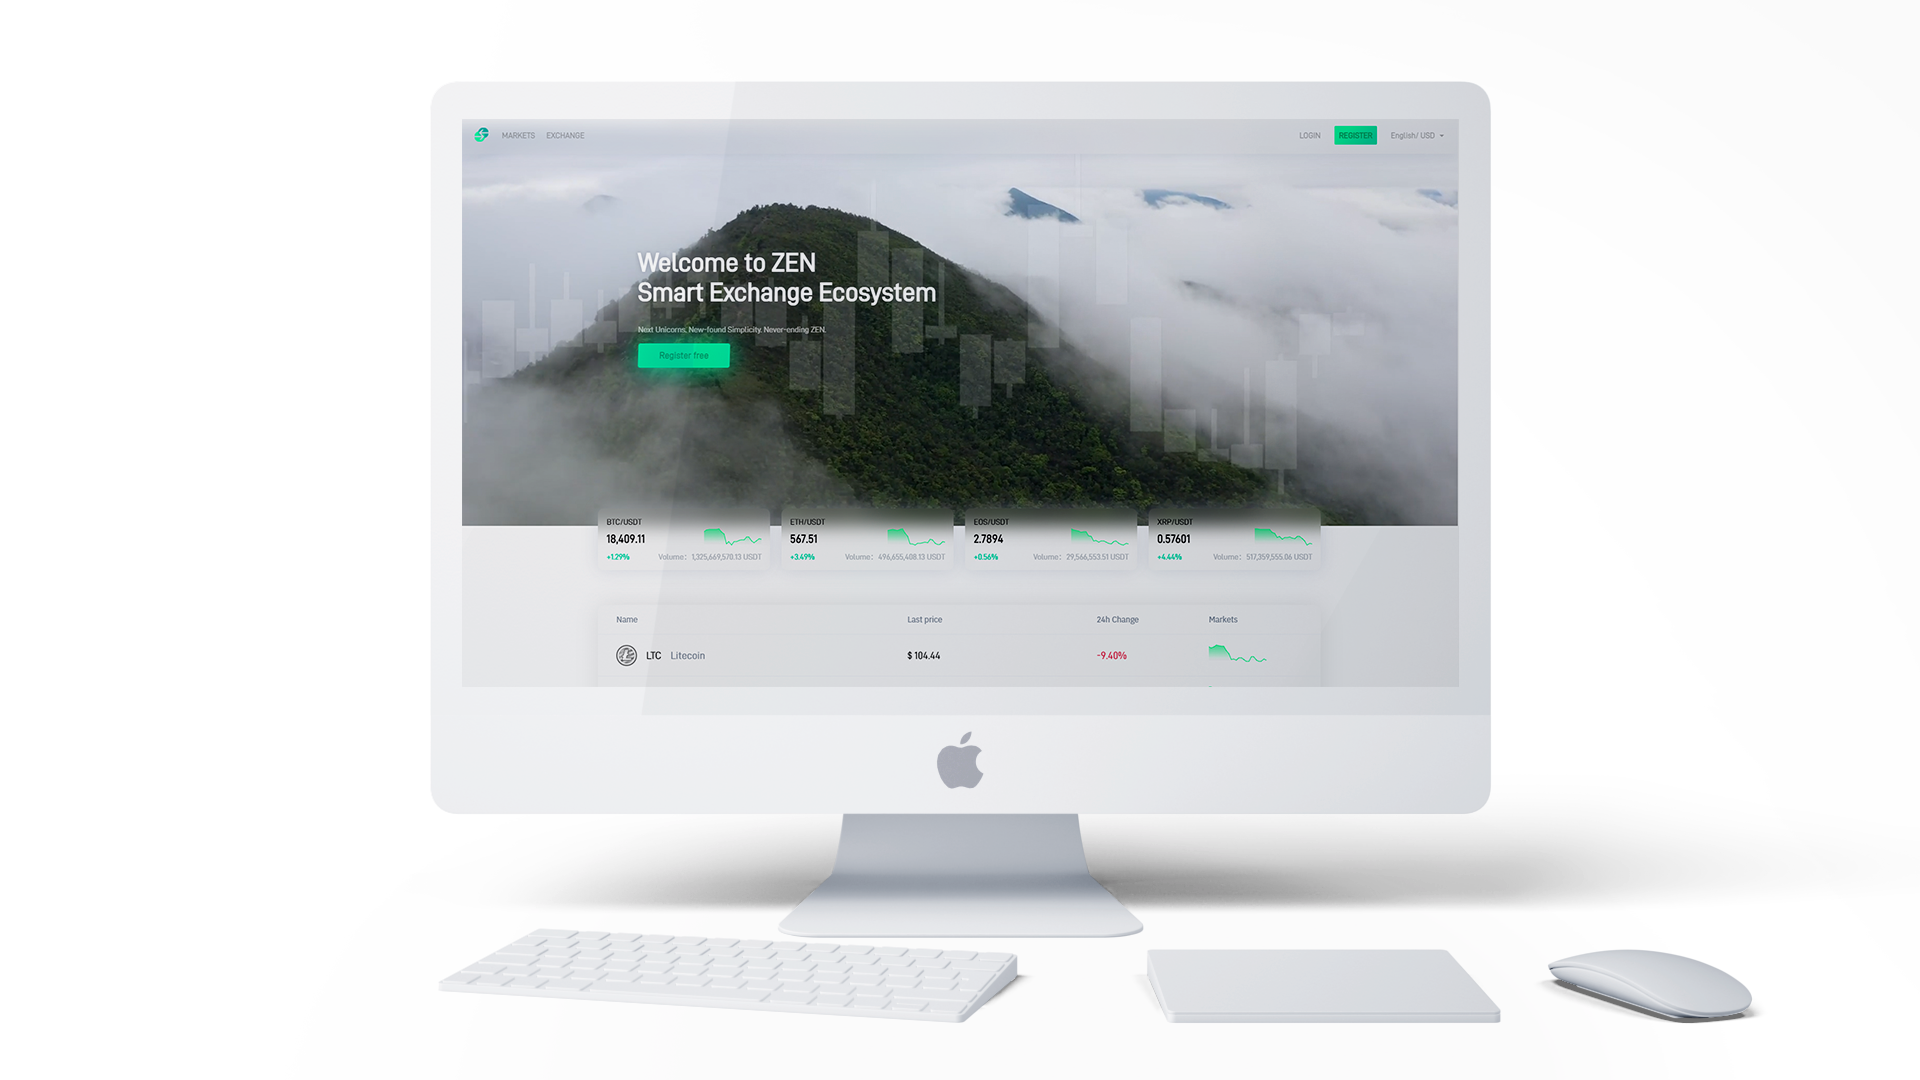 MARKETS EXCHANGE LOGIN REGISTER English/ USD
Welcome to ZEN
Smart Exchange Ecosystem
Next Unicorns. New-found Simplicity. Never-ending ZEN.
Register free
BTC/USDT ETH/USDT EOS/USDT XRP/USDT
18,409.11 567.51 2.7894 0.57601
+1.29% Volume: 1,325,669,570.13 USDT +3.49% Volume: 496,655,408.13 USDT +0.56% Volume: 29,566,553.51 USDT +4.44% Volume: 517,359,555.06 USDT
Name Last price 24h Change Markets
LTC Litecoin $ 104.44 -9.40%